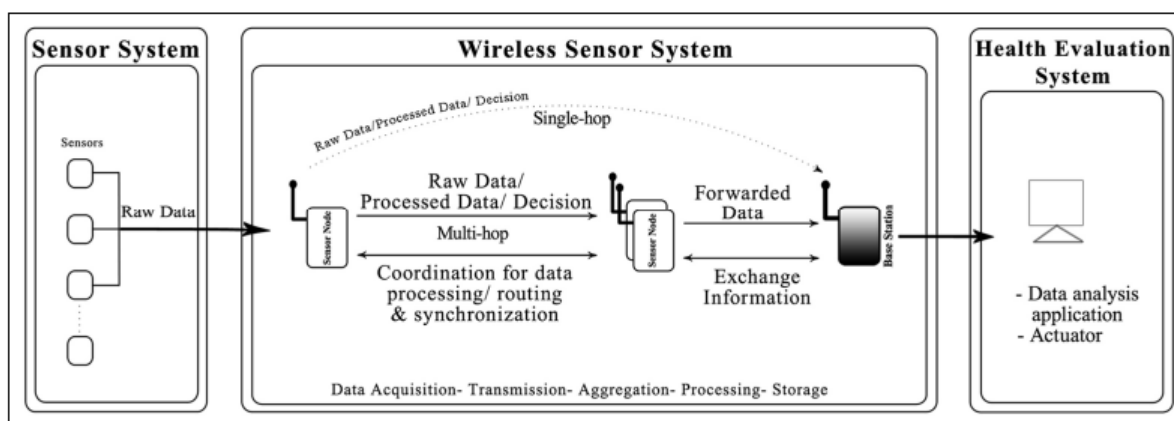 Sensor System
Sensors
Raw Data
Wireless Sensor System
Raw Data/Processed Data/ Decision
Single-hop
Sensor Node
Raw Data/
Processed Data/ Decision
Multi-hop
Coordination for data
processing/ routing
& synchronization
Sensor Node
Forwarded
Data
Exchange
Information
Base Station
Data Acquisition- Transmission- Aggregation- Processing- Storage
Health Evaluation
System
- Data analysis
application
- Actuator